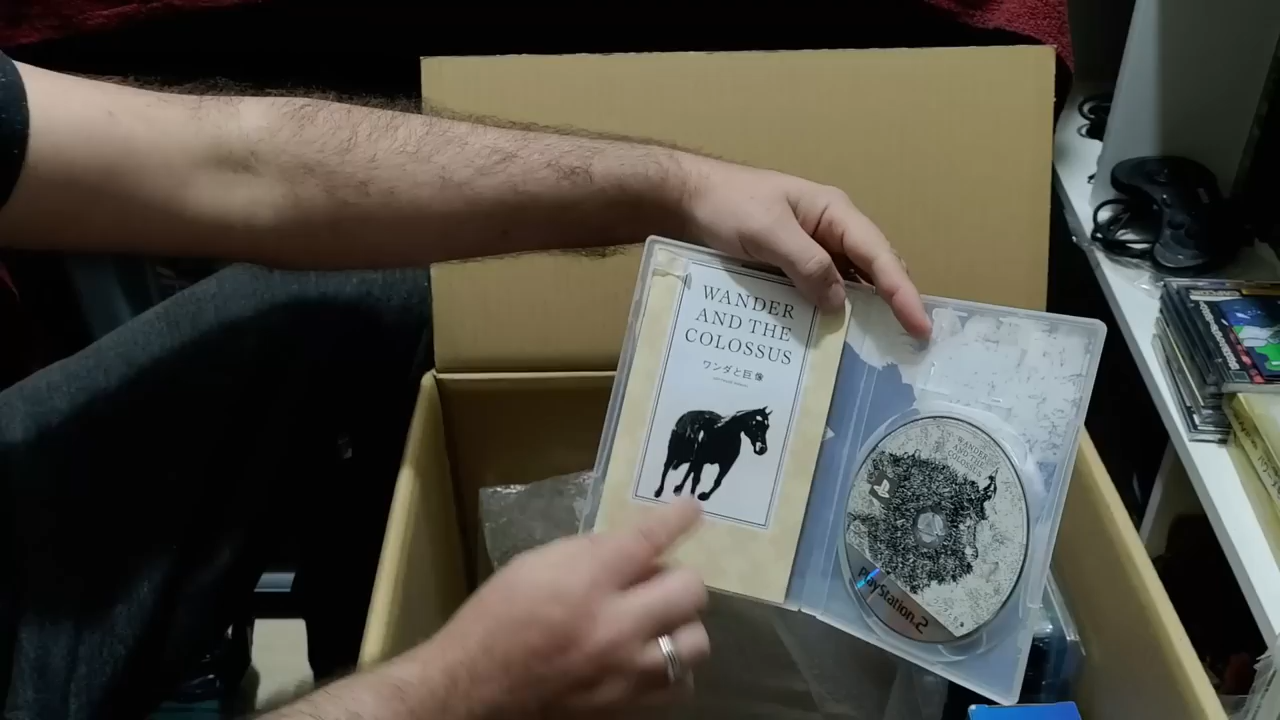 WANDER
AND THE
COLOSSUS
ワンダと巨像
WANDER
AND THE
COLOSSUS
PlayStation.2